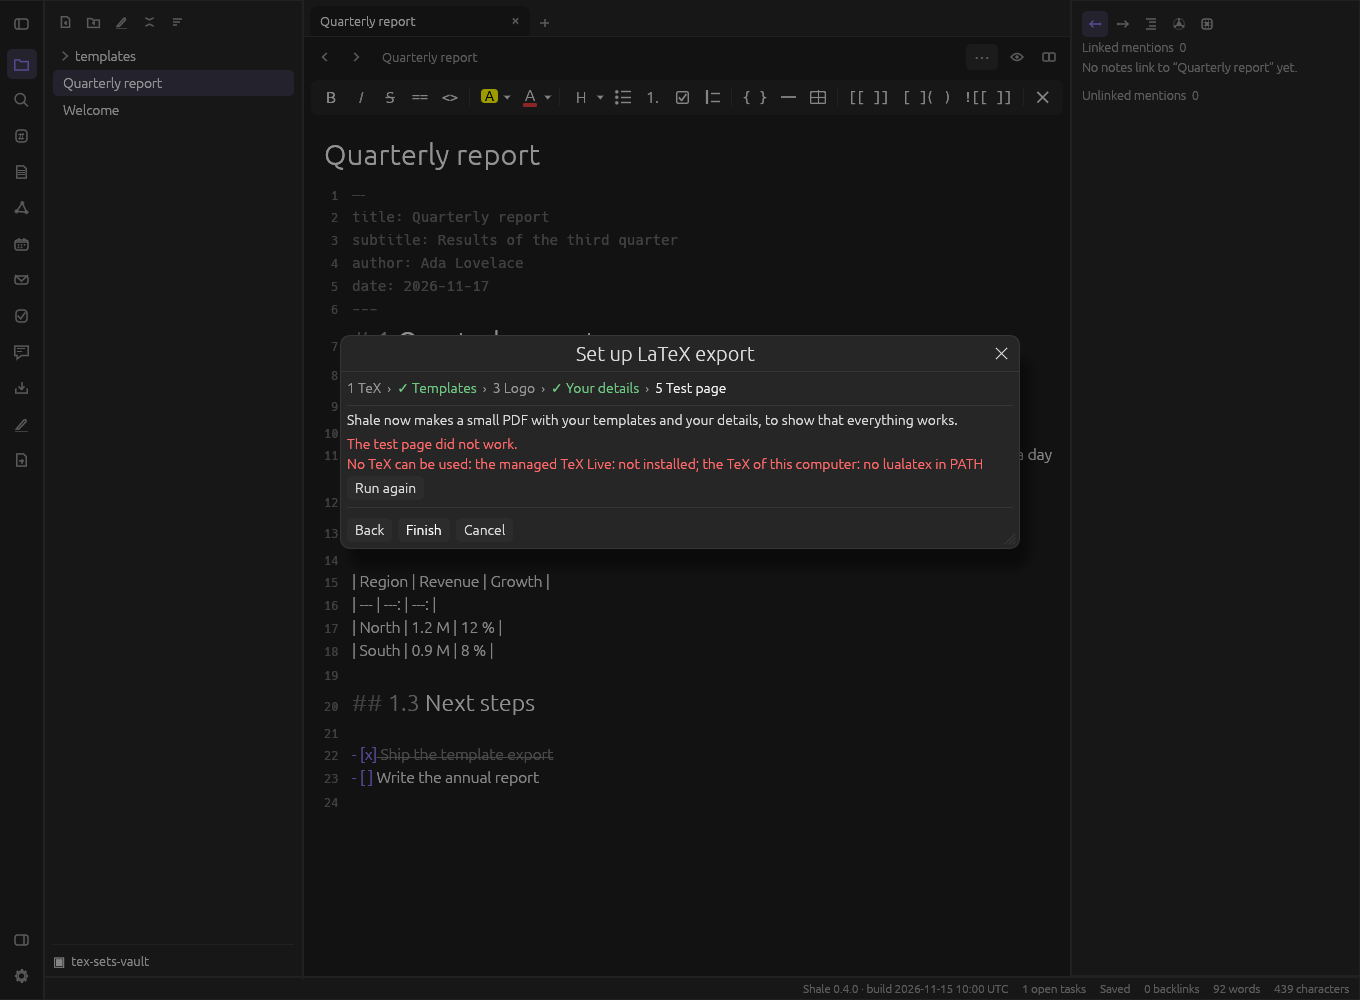 Quarterly report
templates
Quarterly report
Welcome
tex-sets-vault
Quarterly report
B I S == <> A A H 1. { } [[ ]] [ ]( ) ![[ ]]
Quarterly report
1 —
2 title: Quarterly report
3 subtitle: Results of the third quarter
4 author: Ada Lovelace
5 date: 2026-11-17
6 ---
7
8
9
10
11 a day
12
13
14
15 | Region | Revenue | Growth |
16 | --- | ---: | ---: |
17 | North | 1.2 M | 12 % |
18 | South | 0.9 M | 8 % |
19
20 ## 1.3 Next steps
21
22 - [x] Ship the template export
23 - [ ] Write the annual report
24
Set up LaTeX export
1 TeX › ✓ Templates › 3 Logo › ✓ Your details › 5 Test page
Shale now makes a small PDF with your templates and your details, to show that everything works.
The test page did not work.
No TeX can be used: the managed TeX Live: not installed; the TeX of this computer: no lualatex in PATH
Run again
Back Finish Cancel
Linked mentions 0
No notes link to “Quarterly report” yet.
Unlinked mentions 0
Shale 0.4.0 · build 2026-11-15 10:00 UTC 1 open tasks Saved 0 backlinks 92 words 439 characters